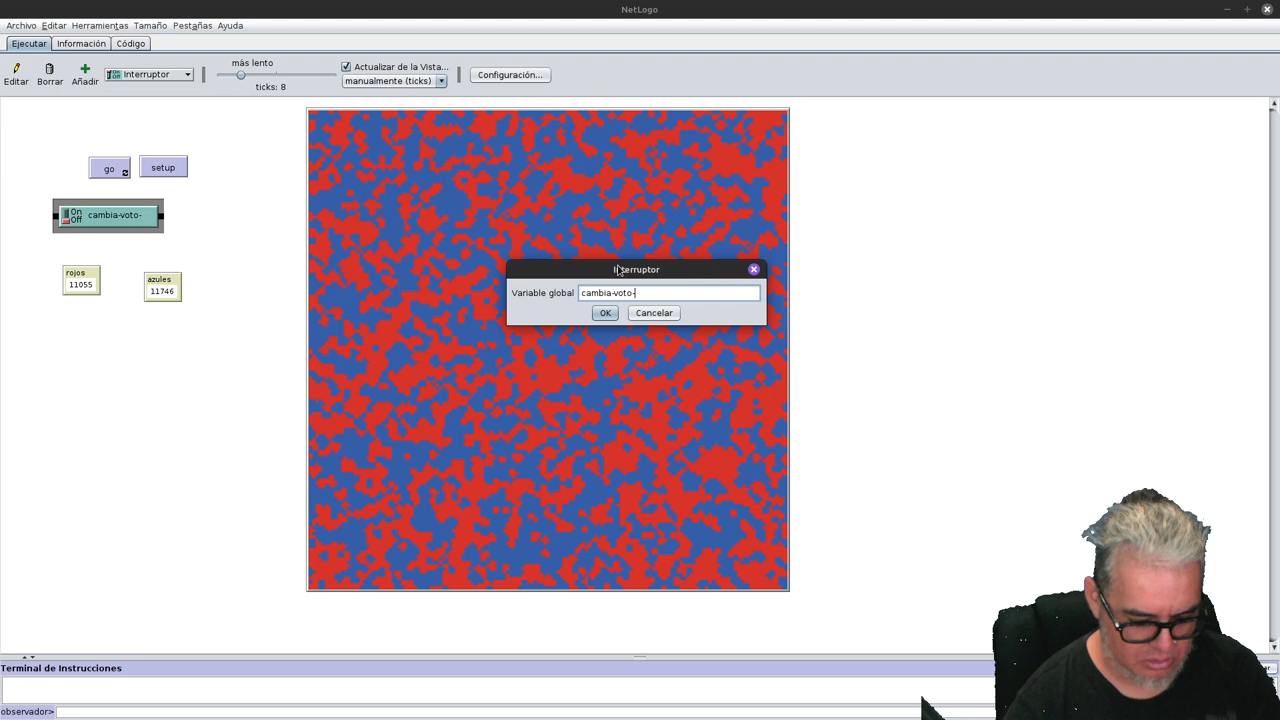 NetLogo
Archivo Editar Herramientas Tamaño Pestañas Ayuda
Ejecutar Información Código
Editar Borrar Añadir Interruptor
más lento
ticks: 8
Actualizar de la Vista...
manualmente (ticks)
Configuración...
go setup
On
Off
cambia-voto-
rojos
11055
azules
11746
Interruptor
Variable global cambia-voto-
OK Cancelar
Terminal de Instrucciones
observador>